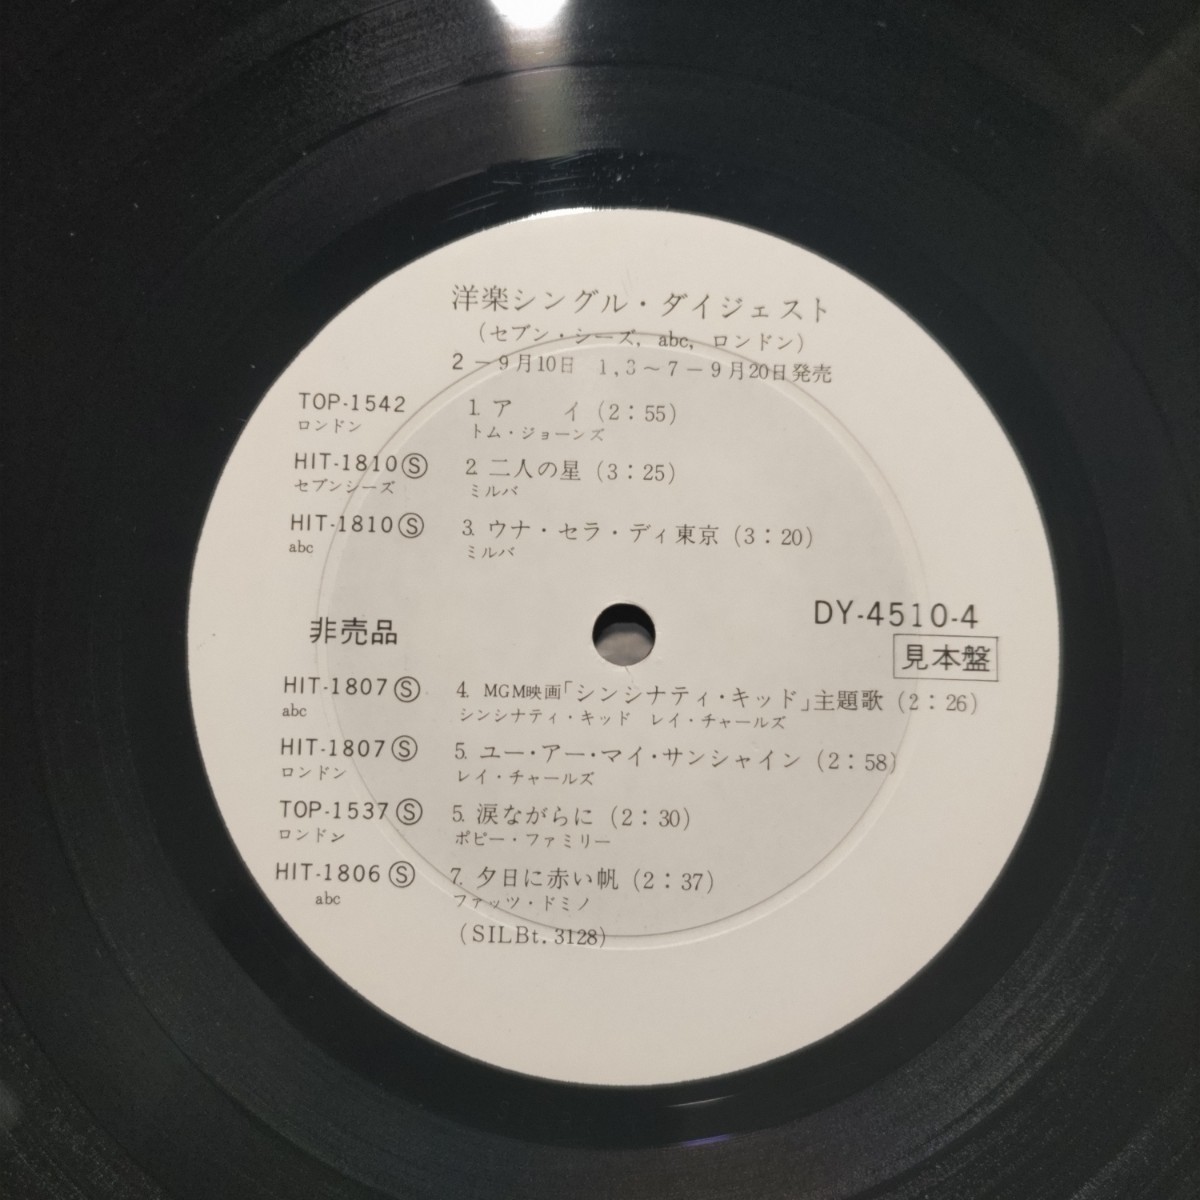 洋楽シングル・ダイジェスト
(セブン・シーズ, abc, ロンドン)
2－9月10日 1,3～7－9月20日発売
TOP-1542 1. アイ (2:55)
ロンドン トム・ジョーンズ
HIT-1810Ⓢ 2. 二人の星 (3:25)
セブンシーズ ミルバ
HIT-1810Ⓢ 3. ウナ・セラ・ディ東京 (3:20)
abc ミルバ
非売品
DY-4510-4
見本盤
HIT-1807Ⓢ 4. MGM映画「シンシナティ・キッド」主題歌 (2:26)
abc シンシナティ・キッド レイ・チャールズ
HIT-1807Ⓢ 5. ユー・アー・マイ・サンシャイン (2:58)
ロンドン レイ・チャールズ
TOP-1537Ⓢ 5. 涙ながらに (2:30)
ロンドン ポピー・ファミリー
HIT-1806Ⓢ 7. 夕日に赤い帆 (2:37)
abc ファッツ・ドミノ
(SILBt. 3128)